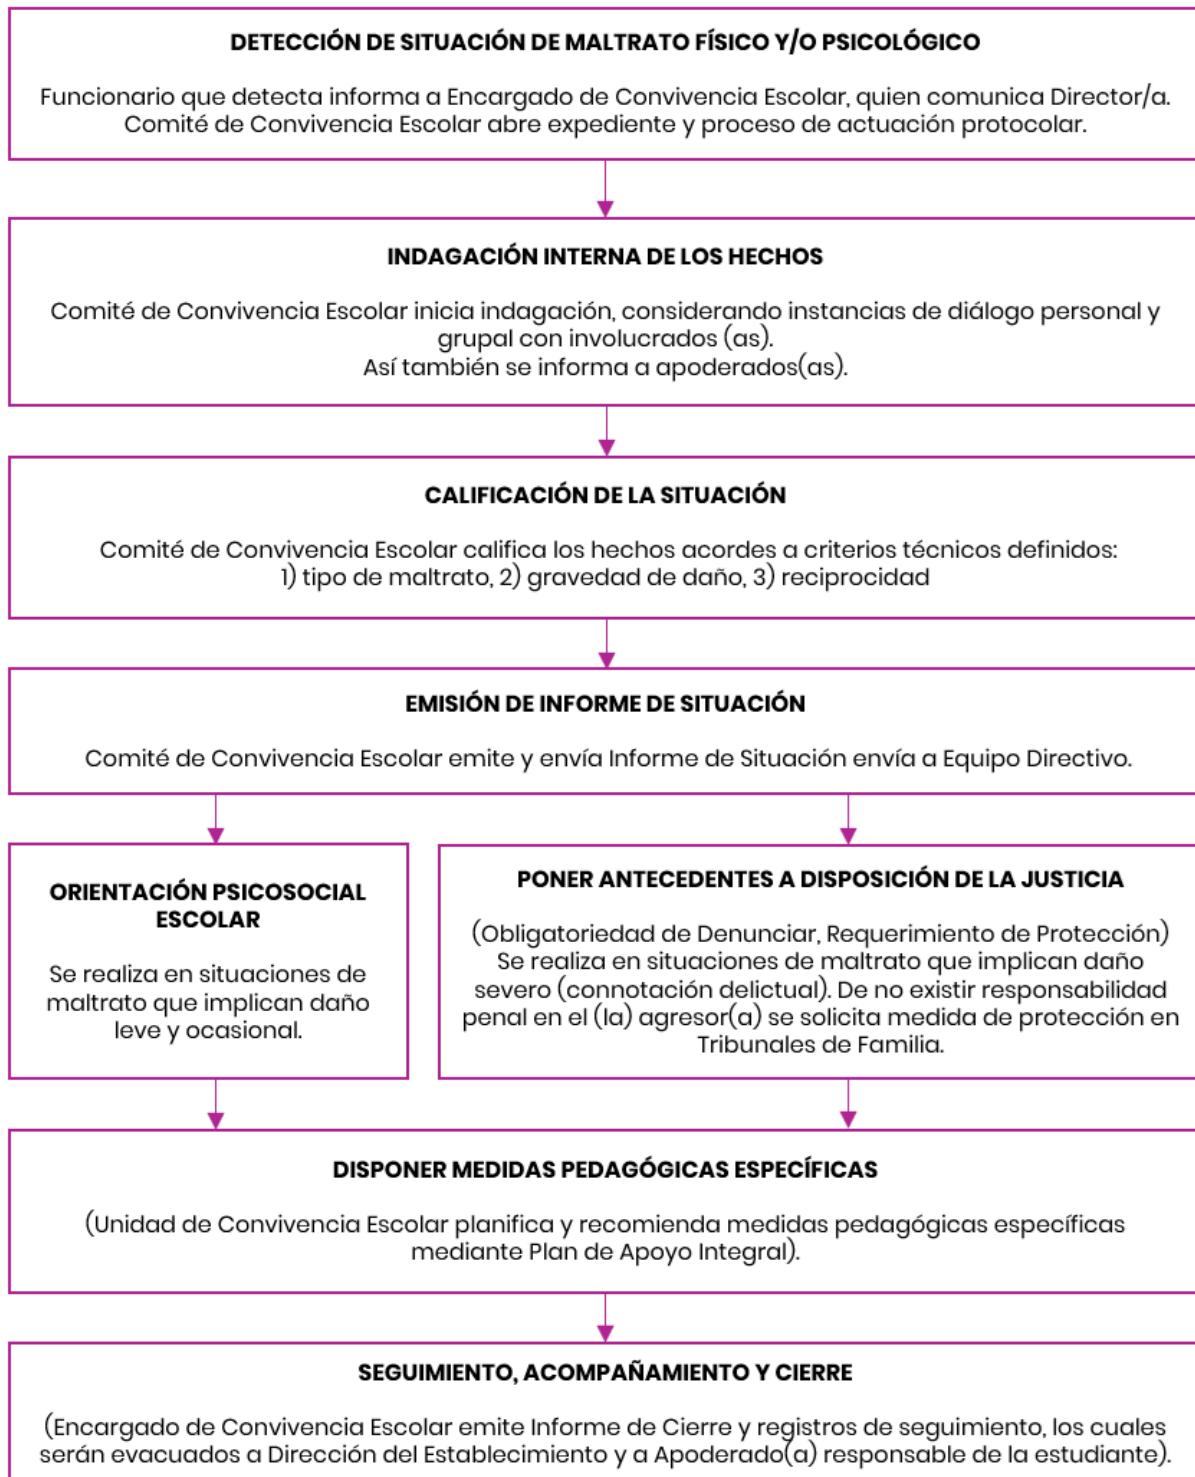 DETECCIÓN DE SITUACIÓN DE MALTRATO FÍSICO Y/O PSICOLÓGICO
Funcionario que detecta informa a Encargado de Convivencia Escolar, quien comunica Director/a.
Comité de Convivencia Escolar abre expediente y proceso de actuación protocolar.
INDAGACIÓN INTERNA DE LOS HECHOS
Comité de Convivencia Escolar inicia indagación, considerando instancias de diálogo personal y
grupal con involucrados (as).
Así también se informa a apoderados(as).
CALIFICACIÓN DE LA SITUACIÓN
Comité de Convivencia Escolar califica los hechos acordes a criterios técnicos definidos:
1) tipo de maltrato, 2) gravedad de daño, 3) reciprocidad
EMISIÓN DE INFORME DE SITUACIÓN
Comité de Convivencia Escolar emite y envía Informe de Situación envía a Equipo Directivo.
ORIENTACIÓN PSICOSOCIAL
ESCOLAR
Se realiza en situaciones de
maltrato que implican daño
leve y ocasional.
PONER ANTECEDENTES A DISPOSICIÓN DE LA JUSTICIA
(Obligatoriedad de Denunciar, Requerimiento de Protección)
Se realiza en situaciones de maltrato que implican daño
severo (connotación delictual). De no existir responsabilidad
penal en el (la) agresor(a) se solicita medida de protección en
Tribunales de Familia.
DISPONER MEDIDAS PEDAGÓGICAS ESPECÍFICAS
(Unidad de Convivencia Escolar planifica y recomienda medidas pedagógicas específicas
mediante Plan de Apoyo Integral).
SEGUIMIENTO, ACOMPAÑAMIENTO Y CIERRE
(Encargado de Convivencia Escolar emite Informe de Cierre y registros de seguimiento, los cuales
serán evacuados a Dirección del Establecimiento y a Apoderado(a) responsable de la estudiante).